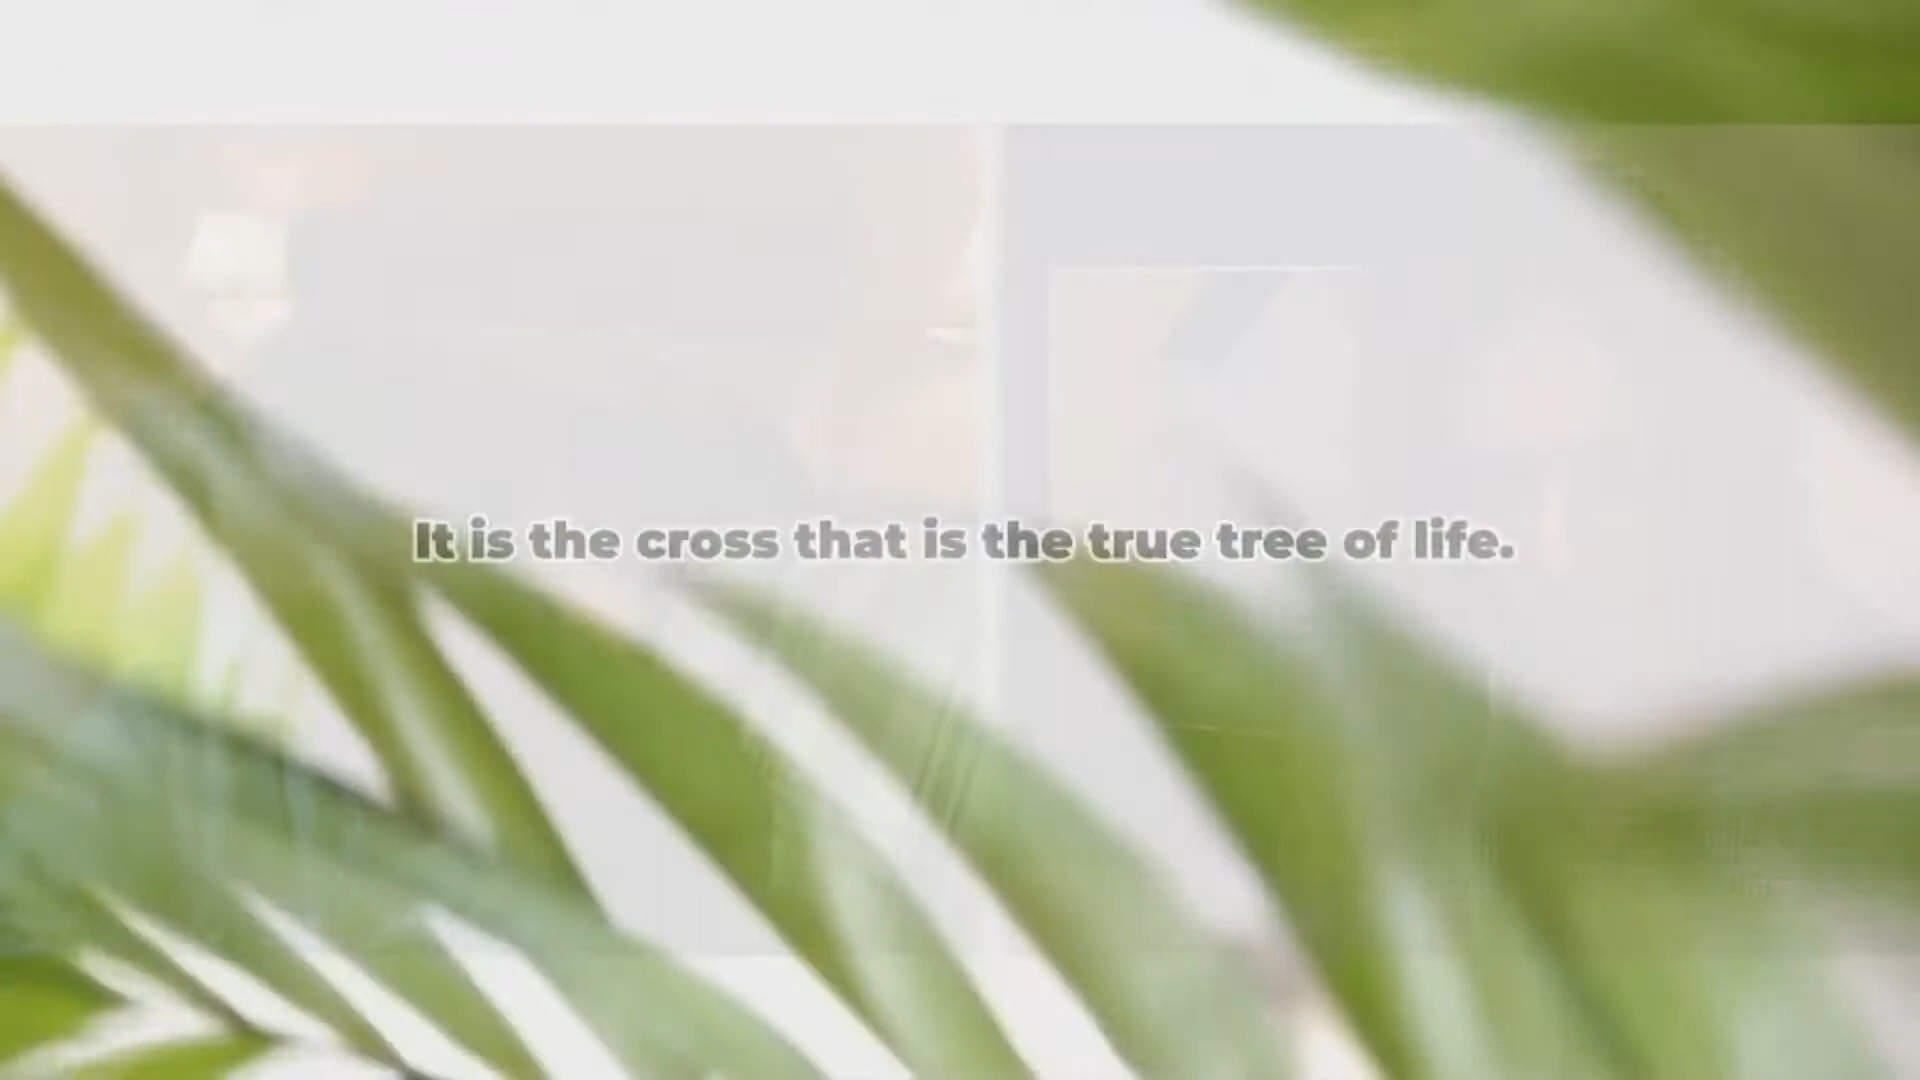 It is the cross that is the true tree of life.